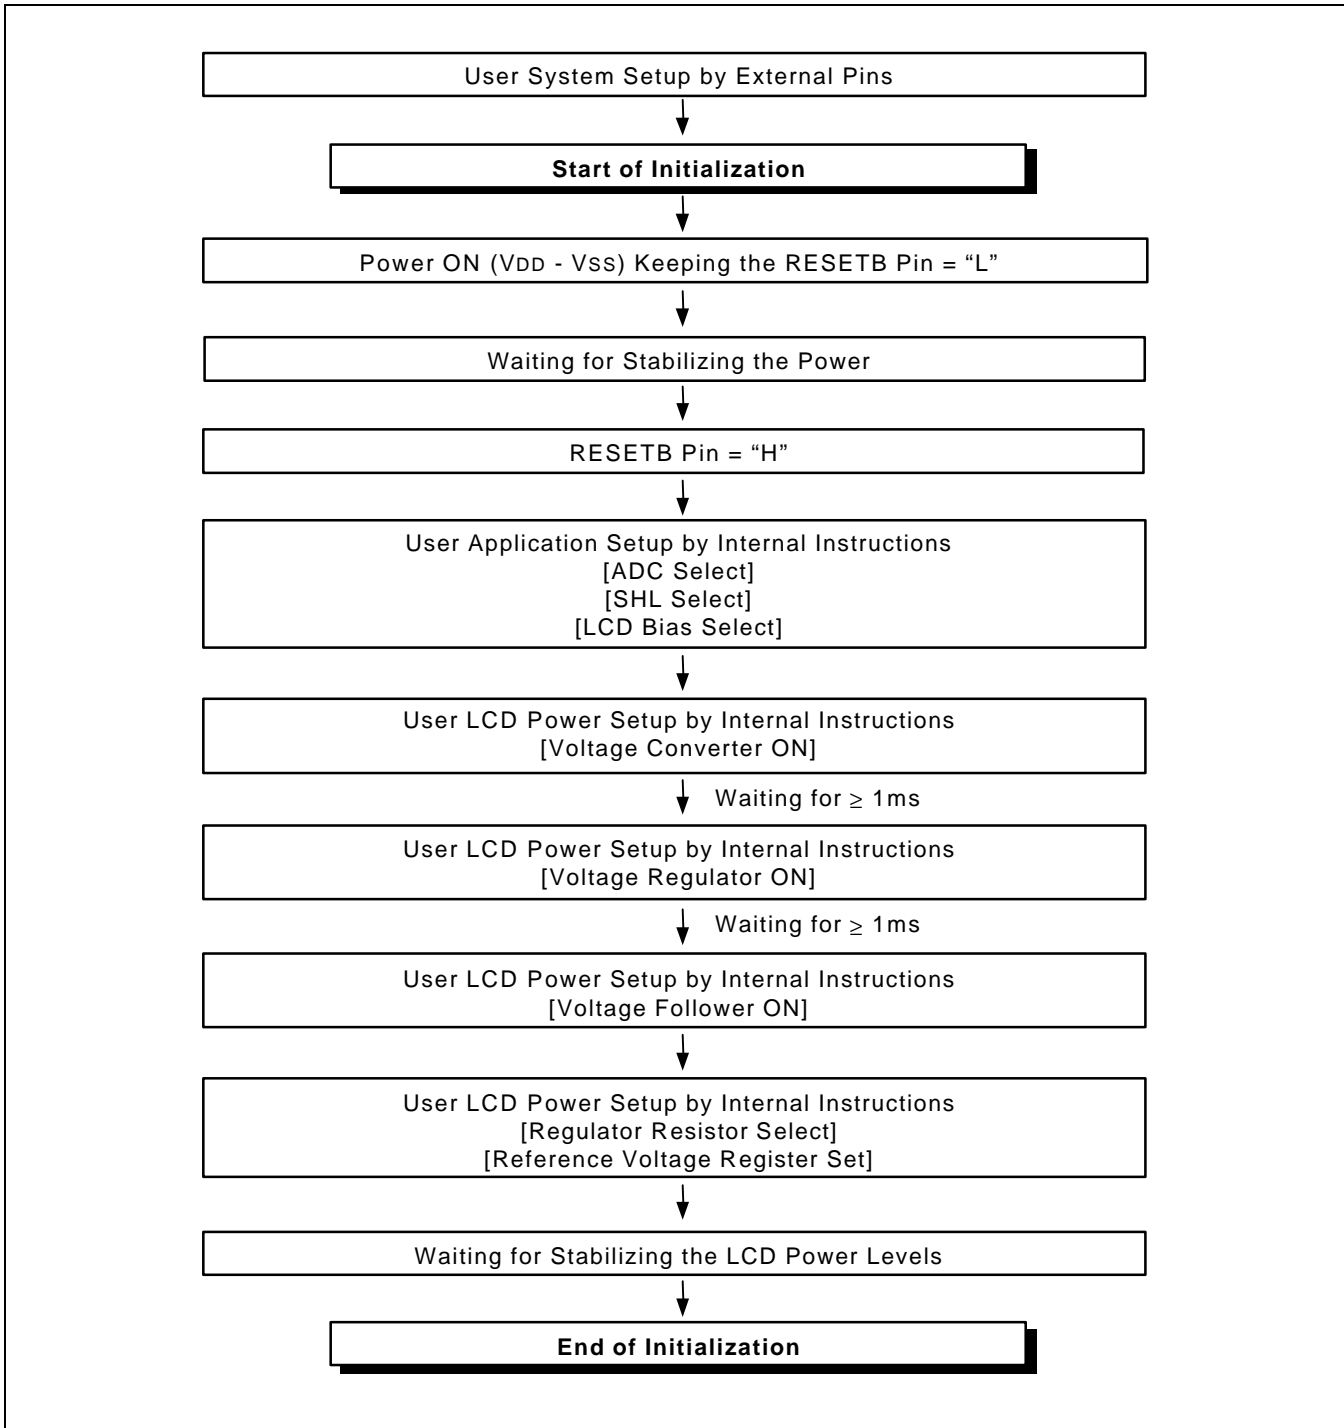 User System Setup by External Pins
Start of Initialization
Power ON (VDD - VSS) Keeping the RESETB Pin = “L”
Waiting for Stabilizing the Power
RESETB Pin = “H”
User Application Setup by Internal Instructions
[ADC Select]
[SHL Select]
[LCD Bias Select]
User LCD Power Setup by Internal Instructions
[Voltage Converter ON]
Waiting for ≥ 1ms
User LCD Power Setup by Internal Instructions
[Voltage Regulator ON]
Waiting for ≥ 1ms
User LCD Power Setup by Internal Instructions
[Voltage Follower ON]
User LCD Power Setup by Internal Instructions
[Regulator Resistor Select]
[Reference Voltage Register Set]
Waiting for Stabilizing the LCD Power Levels
End of Initialization